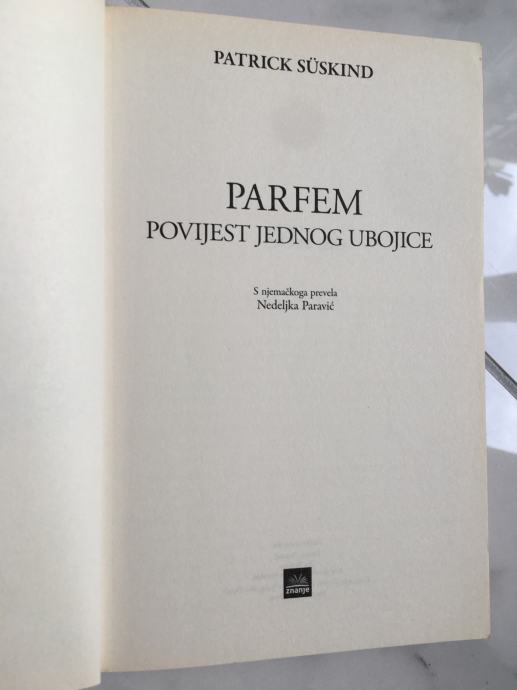 PATRICK SÜSKIND
PARFEM
POVIJEST JEDNOG UBOJICE
S njemačkoga prevela
Nedeljka Paravić
znanje